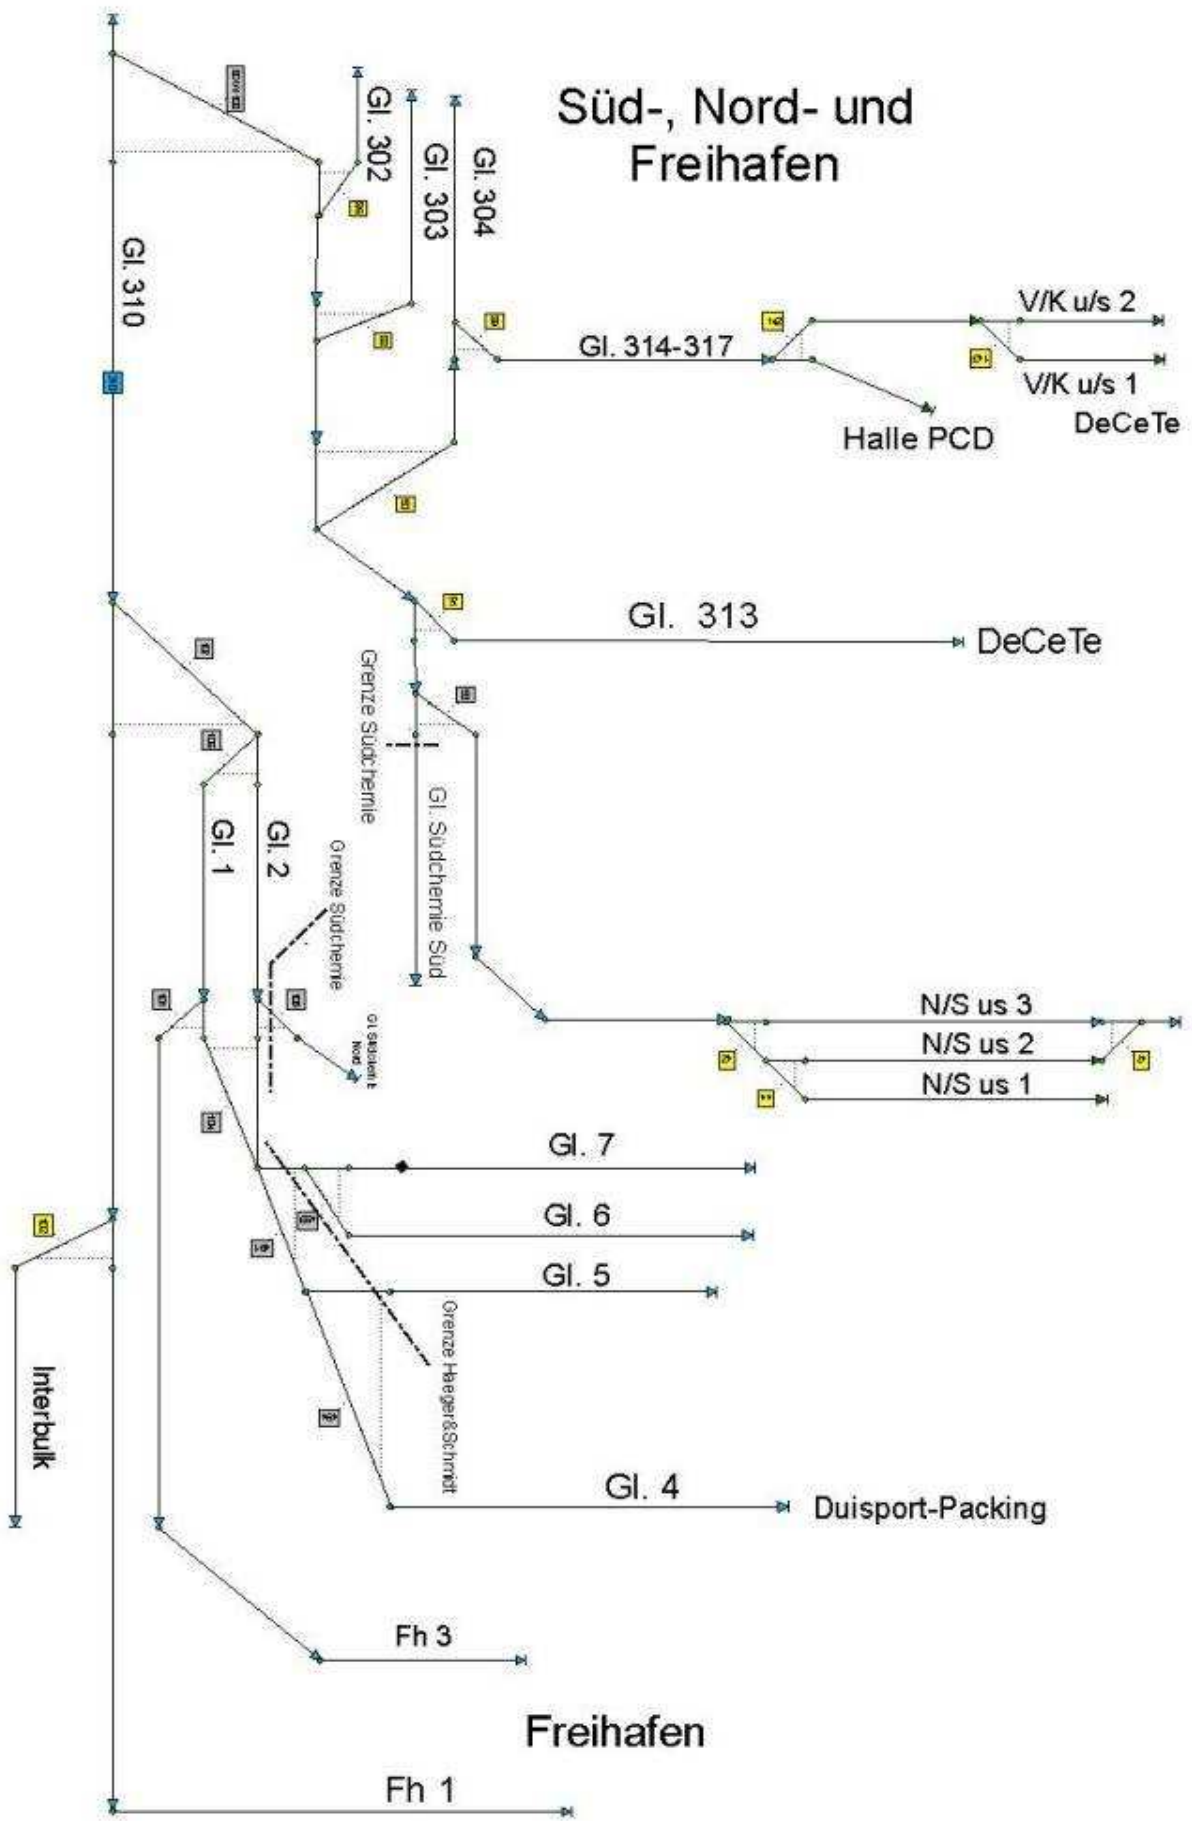 Süd-, Nord- und
Freihafen
Gl. 302
Gl. 303
Gl. 304
Gl. 310
V/K u/s 2
Gl. 314-317
V/K u/s 1
DeCeTe
Halle PCD
Gl. 313
DeCeTe
Grenze Südchemie
Gl. Südchemie Süd
Gl. 1
Gl. 2
Grenze Südchemie
Nord
N/S us 3
N/S us 2
N/S us 1
Gl. 7
Gl. 6
Gl. 5
Grenze Haeger&Schmidt
Interbulk
Gl. 4
Duisport-Packing
Fh 3
Freihafen
Fh 1